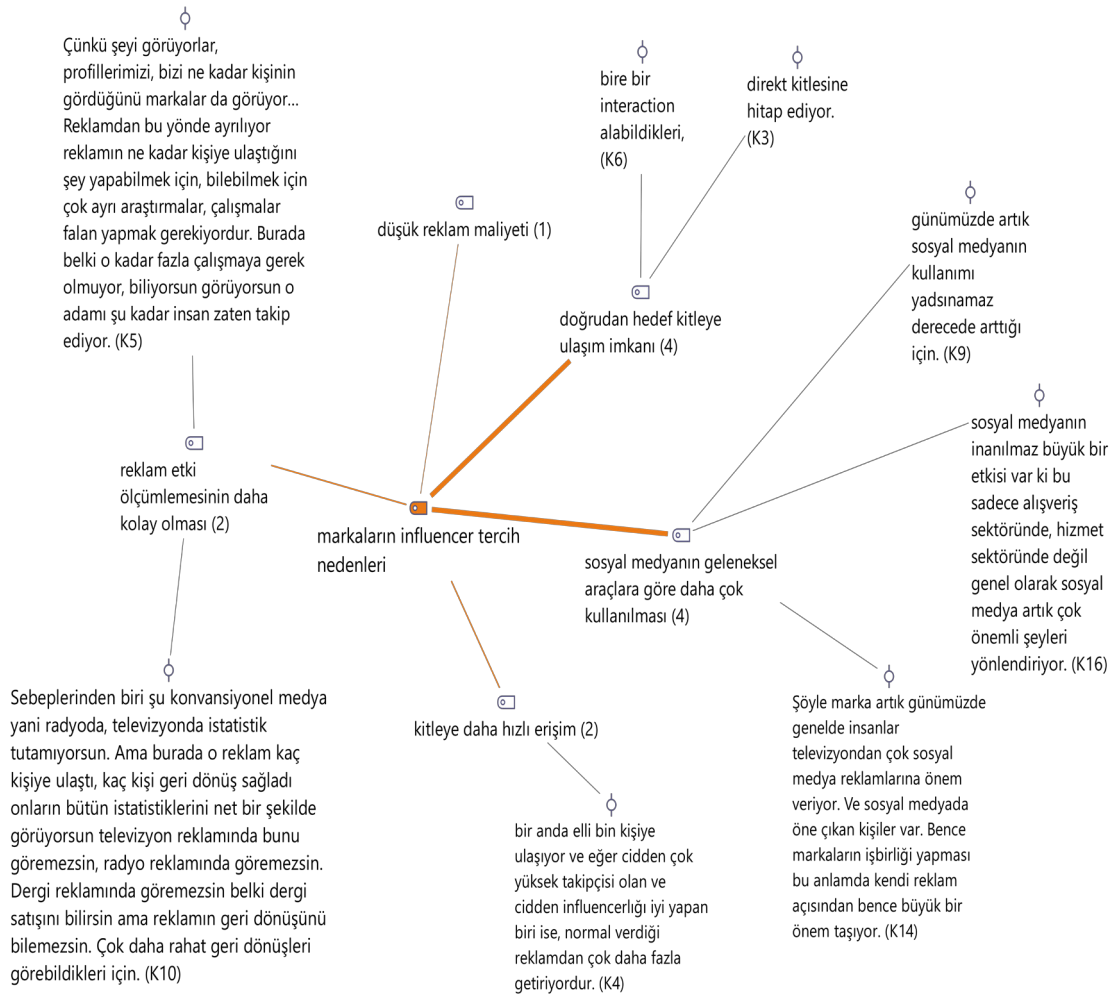 Çünkü şeyi görüyorlar,
profillerimizi, bizi ne kadar kişinin
gördüğünü markalar da görüyor...
Reklamdan bu yönde ayrılıyor
reklamın ne kadar kişiye ulaştığını
şey yapabilmek için, bilebilmek için
çok ayrı araştırmalar, çalışmalar
falan yapmak gerekiyordur. Burada
belki o kadar fazla çalışmaya gerek
olmuyor, biliyorsun görüyorsun o
adamı şu kadar insan zaten takip
ediyor. (K5)
bire bir
interaction
alabildikleri,
(K6)
direkt kitlesine
hitap ediyor.
(K3)
düşük reklam maliyeti (1)
doğrudan hedef kitleye
ulaşım imkanı (4)
günümüzde artık
sosyal medyanın
kullanımı
yadsınamaz
derecede arttığı
için. (K9)
reklam etki
ölçümlemesinin daha
kolay olması (2)
markaların influencer tercih
nedenleri
sosyal medyanın geleneksel
araçlara göre daha çok
kullanılması (4)
sosyal medyanın
inanılmaz büyük bir
etkisi var ki bu
sadece alışveriş
sektöründe, hizmet
sektöründe değil
genel olarak sosyal
medya artık çok
önemli şeyleri
yönlendiriyor. (K16)
Sebeplerinden biri şu konvansiyonel medya
yani radyoda, televizyonda istatistik
tutamıyorsun. Ama burada o reklam kaç
kişiye ulaştı, kaç kişi geri dönüş sağladı
onların bütün istatistiklerini net bir şekilde
görüyorsun televizyon reklamında bunu
göremezsin, radyo reklamında göremezsin.
Dergi reklamında göremezsin belki dergi
satışını bilirsin ama reklamın geri dönüşünü
bilemezsin. Çok daha rahat geri dönüşleri
görebildikleri için. (K10)
kitleye daha hızlı erişim (2)
bir anda elli bin kişiye
ulaşıyor ve eğer cidden çok
yüksek takipçisi olan ve
cidden influencerlığı iyi yapan
biri ise, normal verdiği
reklamdan çok daha fazla
getiriyordur. (K4)
Şöyle marka artık günümüzde
genelde insanlar
televizyondan çok sosyal
medya reklamlarına önem
veriyor. Ve sosyal medyada
öne çıkan kişiler var. Bence
markaların işbirliği yapması
bu anlamda kendi reklam
açısından bence büyük bir
önem taşıyor. (K14)